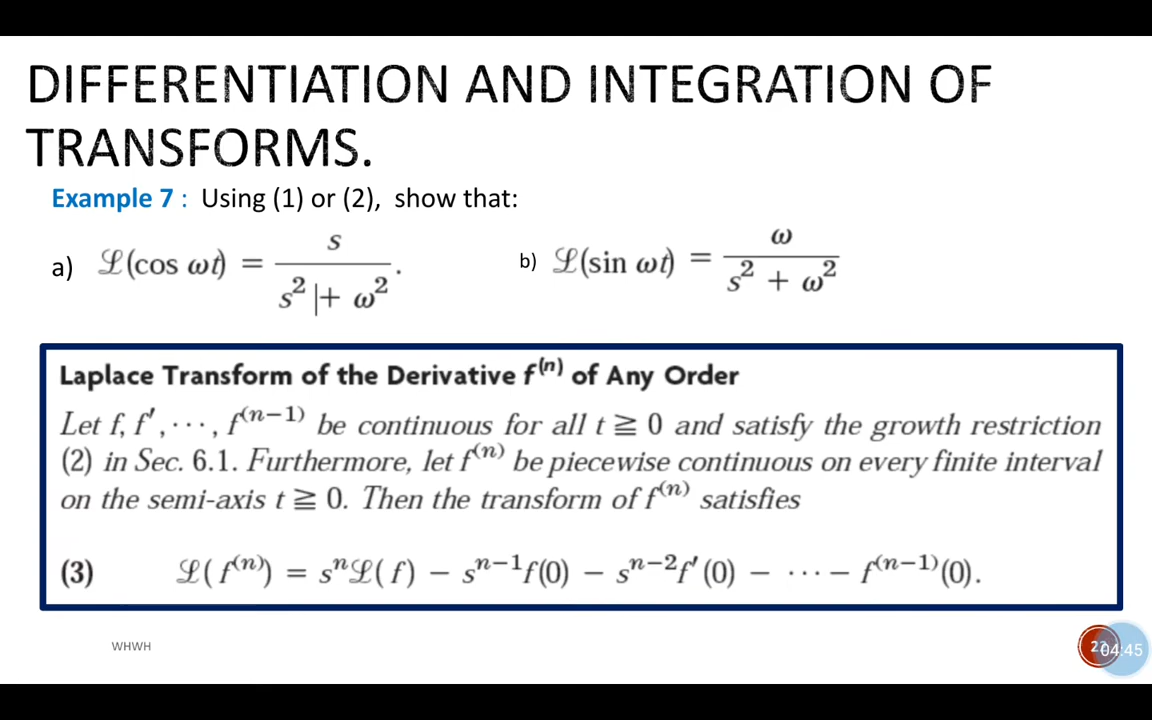 DIFFERENTIATION AND INTEGRATION OF
TRANSFORMS.
Example 7 : Using (1) or (2), show that:
a) ℒ(cos ωt) = s / (s² + ω²). b) ℒ(sin ωt) = ω / (s² + ω²)
Laplace Transform of the Derivative f⁽ⁿ⁾ of Any Order
Let f, f′, ⋯, f⁽ⁿ⁻¹⁾ be continuous for all t ≧ 0 and satisfy the growth restriction
(2) in Sec. 6.1. Furthermore, let f⁽ⁿ⁾ be piecewise continuous on every finite interval
on the semi-axis t ≧ 0. Then the transform of f⁽ⁿ⁾ satisfies
(3) ℒ(f⁽ⁿ⁾) = sⁿℒ(f) − sⁿ⁻¹f(0) − sⁿ⁻²f′(0) − ⋯ − f⁽ⁿ⁻¹⁾(0).
WHWH
04:45